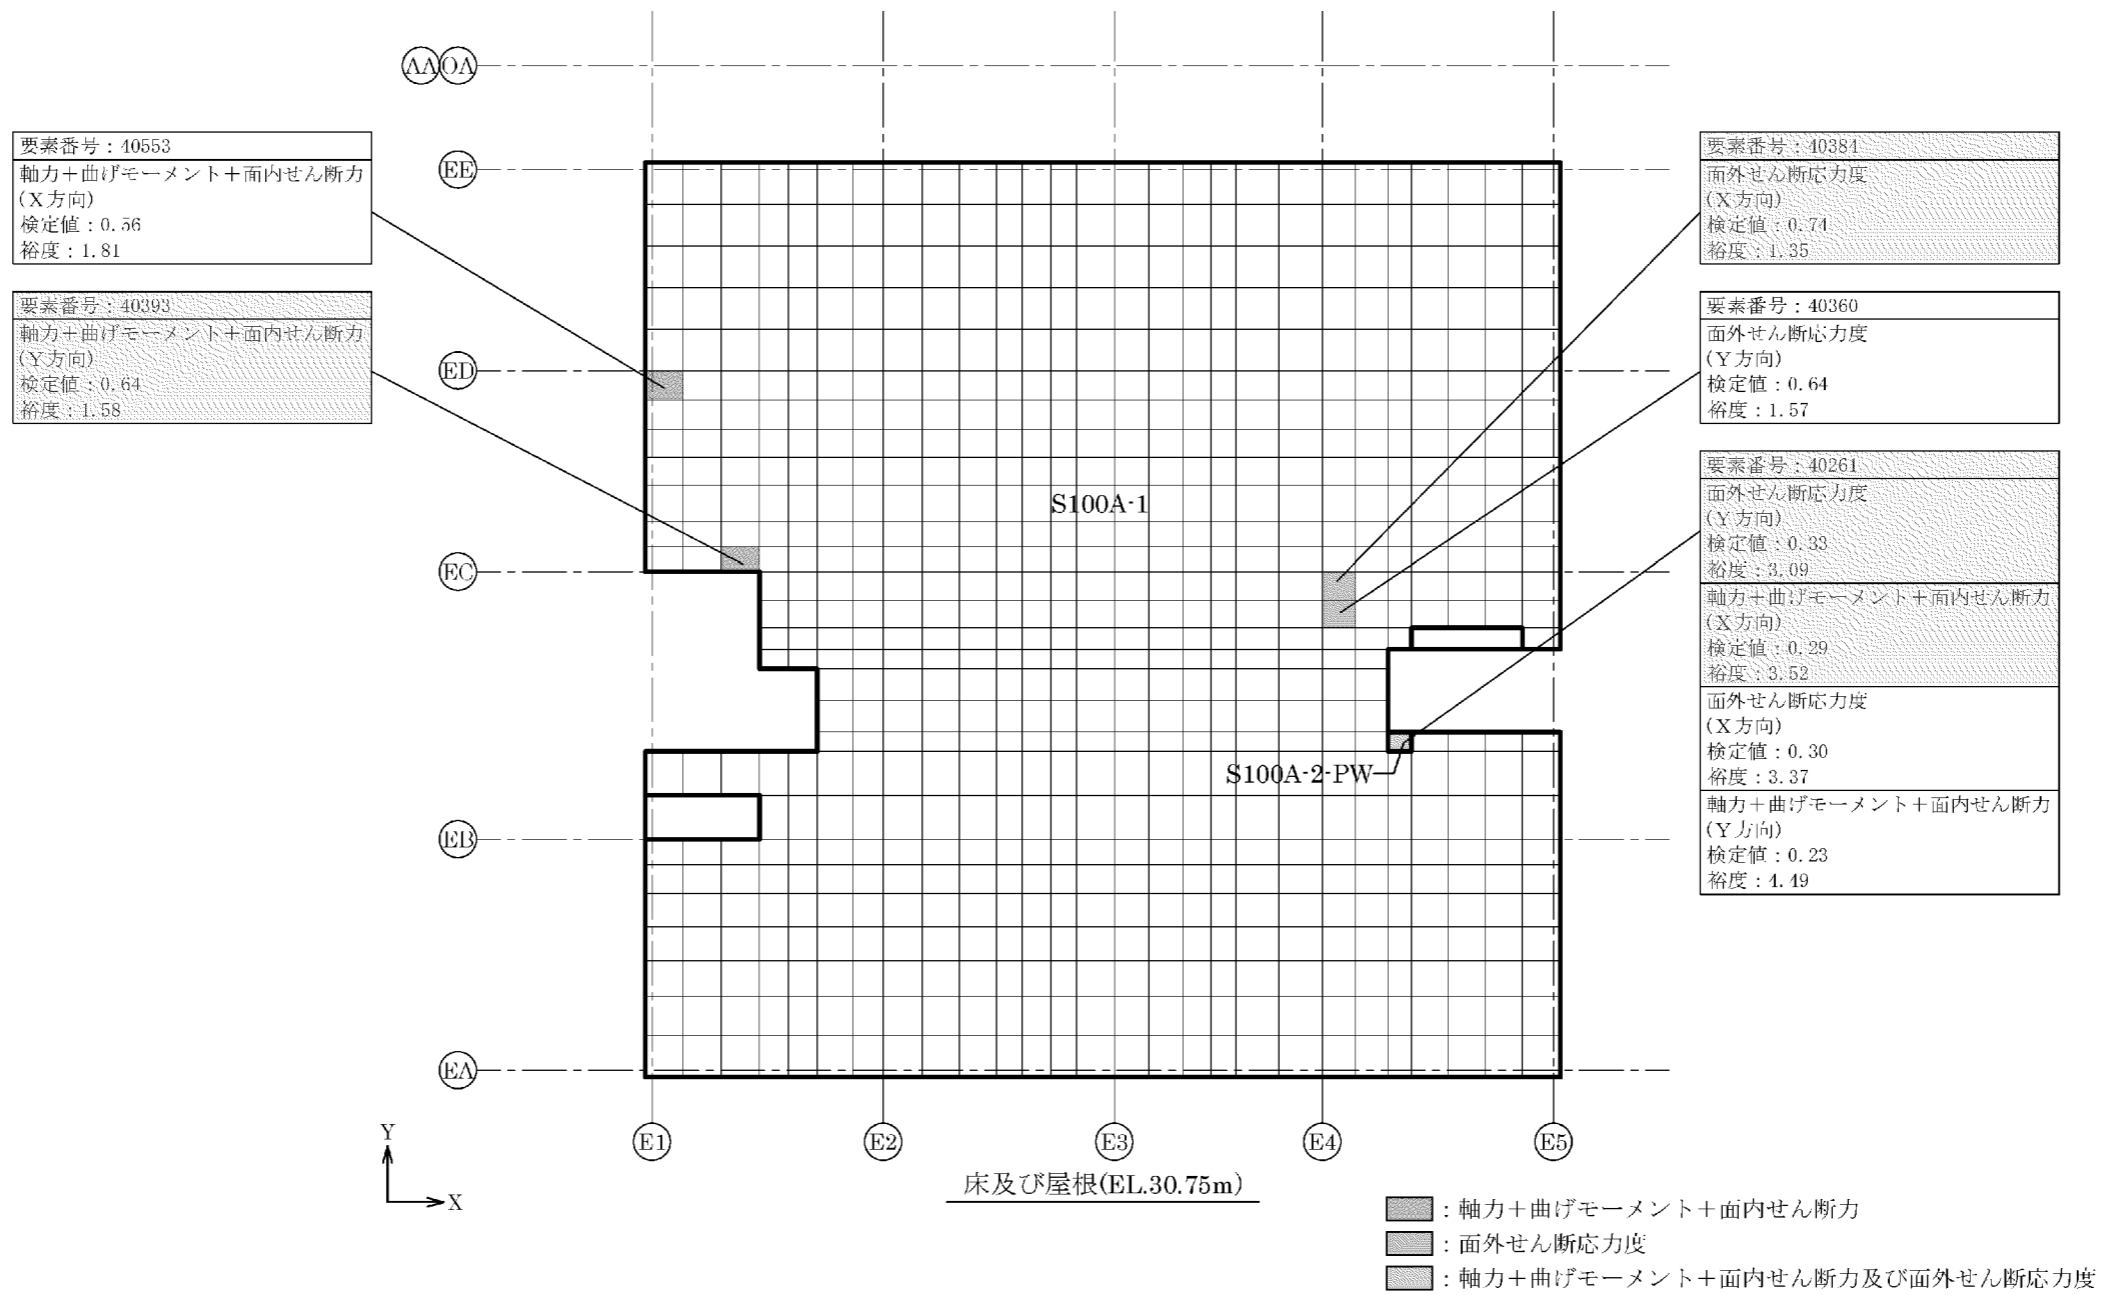 AA OA
EE
ED
EC
EB
EA
要素番号：40553
軸力＋曲げモーメント＋面内せん断力
(X方向)
検定値：0.56
裕度：1.81
要素番号：40393
軸力＋曲げモーメント＋面内せん断力
(Y方向)
検定値：0.64
裕度：1.58
S100A-1
S100A-2-PW
要素番号：40384
面外せん断応力度
(X方向)
検定値：0.74
裕度：1.35
要素番号：40360
面外せん断応力度
(Y方向)
検定値：0.64
裕度：1.57
要素番号：40261
面外せん断応力度
(Y方向)
検定値：0.33
裕度：3.09
軸力＋曲げモーメント＋面内せん断力
(X方向)
検定値：0.29
裕度：3.52
面外せん断応力度
(X方向)
検定値：0.30
裕度：3.37
軸力＋曲げモーメント＋面内せん断力
(Y方向)
検定値：0.23
裕度：4.49
E1 E2 E3 E4 E5
Y
X
床及び屋根(EL.30.75m)
：軸力＋曲げモーメント＋面内せん断力
：面外せん断応力度
：軸力＋曲げモーメント＋面内せん断力及び面外せん断応力度